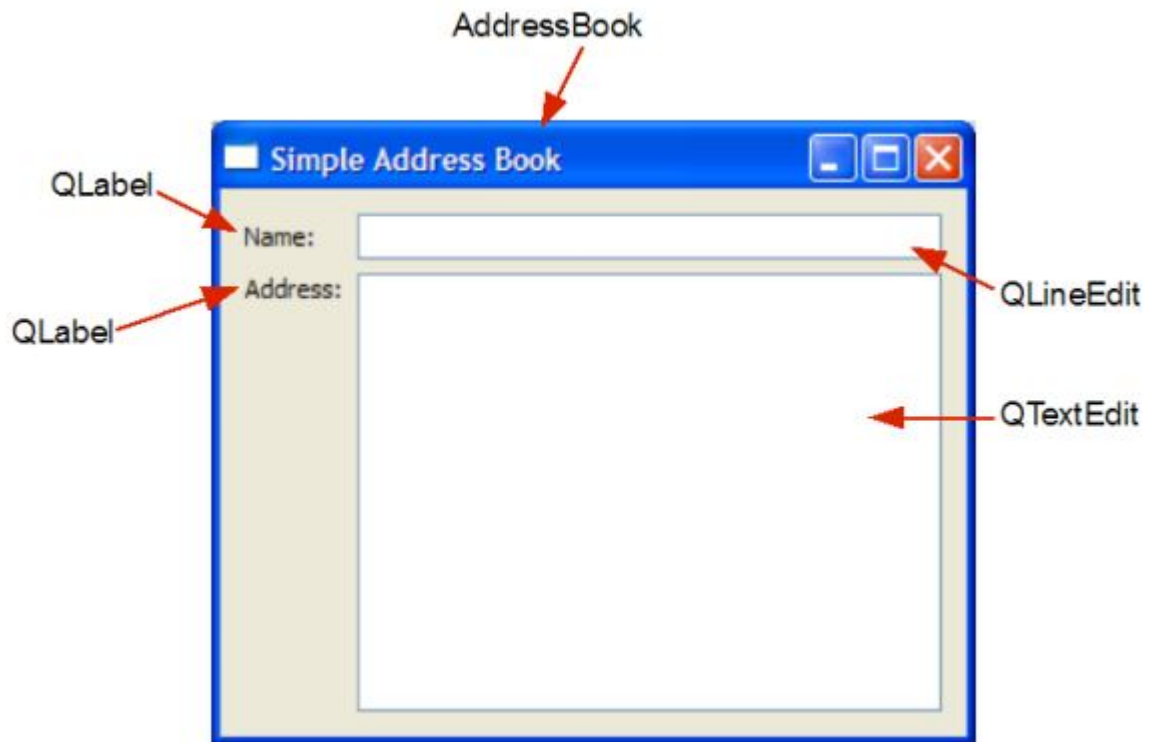 AddressBook
Simple Address Book
QLabel
Name:
Address:
QLineEdit
QLabel
QTextEdit